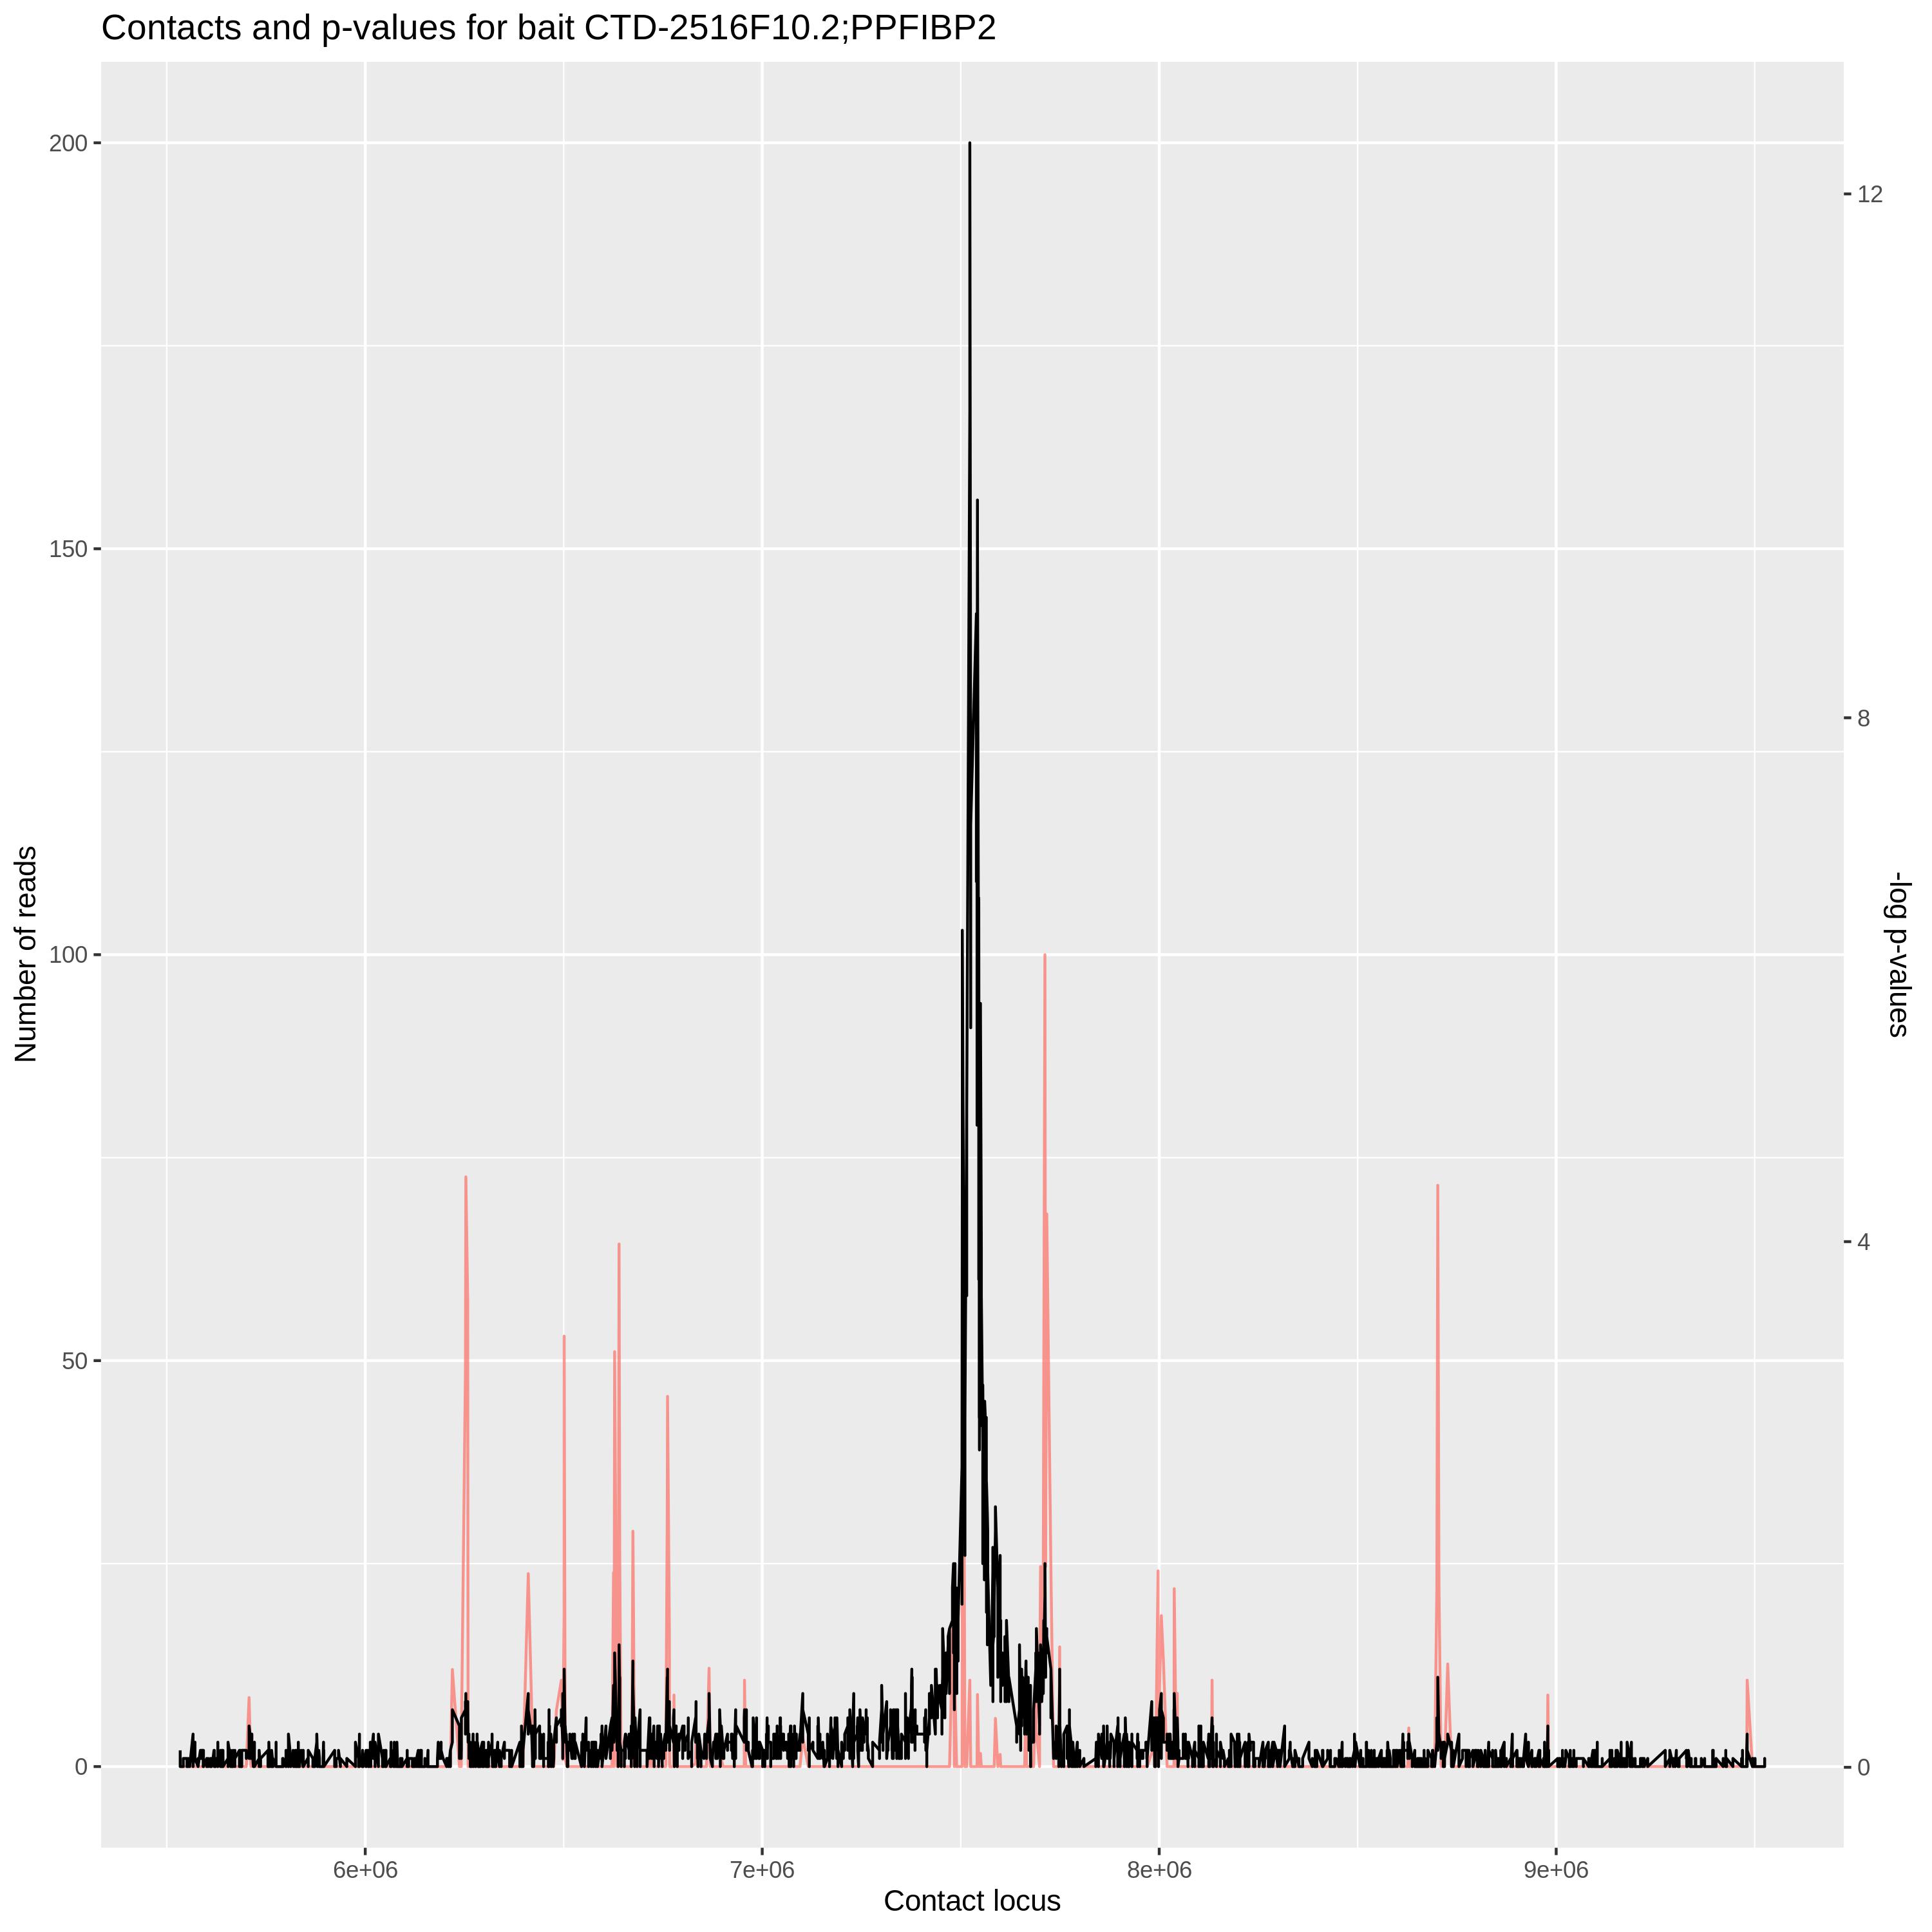 Contacts and p-values for bait CTD-2516F10.2;PPFIBP2
200
150
100
50
0
12
8
4
0
Number of reads
-log p-values
6e+06
7e+06
8e+06
9e+06
Contact locus